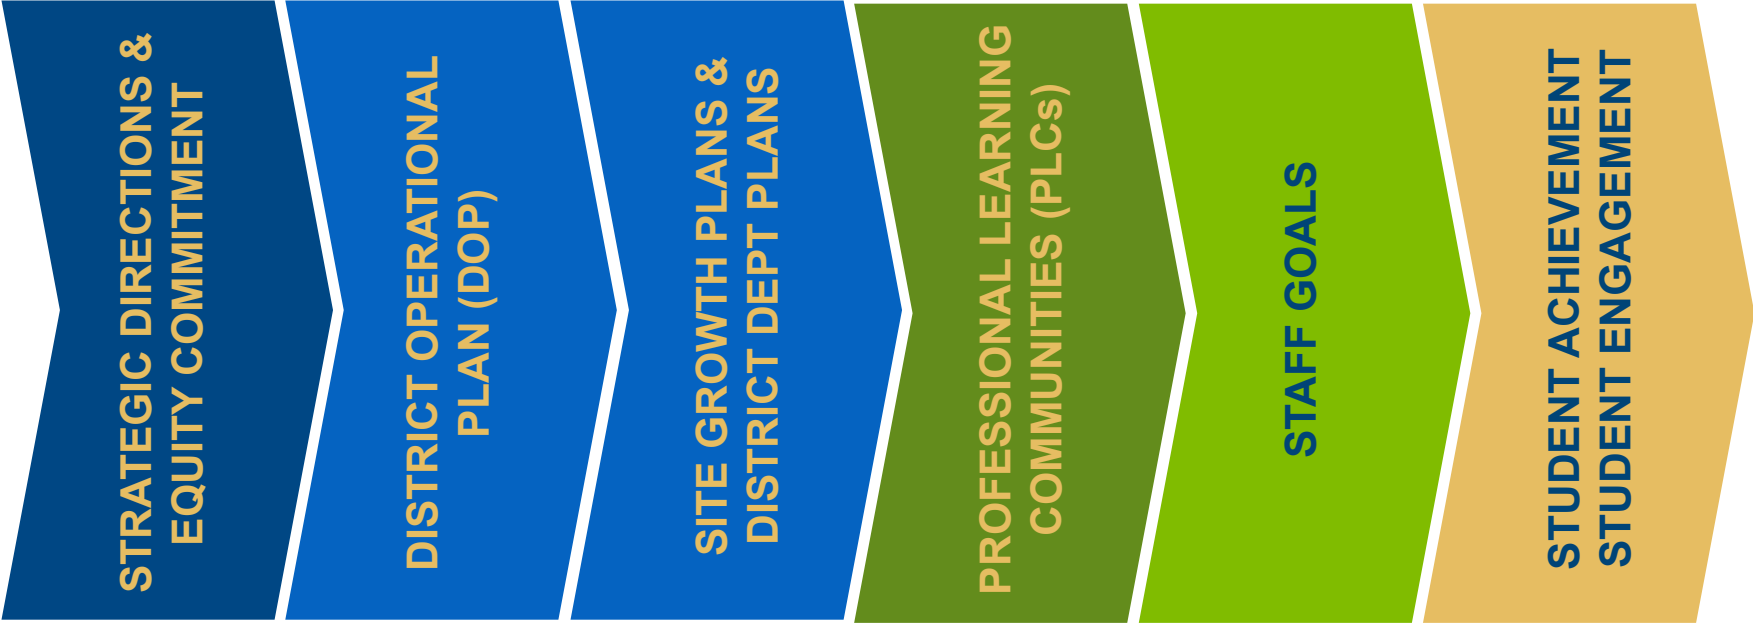 STRATEGIC DIRECTIONS &
EQUITY COMMITMENT
DISTRICT OPERATIONAL
PLAN (DOP)
SITE GROWTH PLANS &
DISTRICT DEPT PLANS
PROFESSIONAL LEARNING
COMMUNITIES (PLCs)
STAFF GOALS
STUDENT ACHIEVEMENT
STUDENT ENGAGEMENT